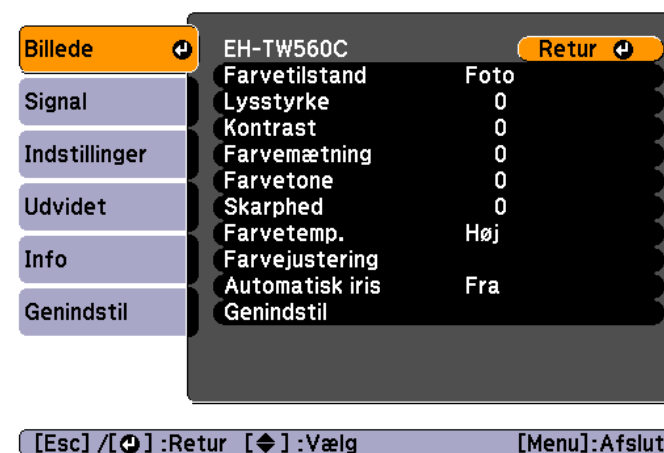 Billede
Signal
Indstillinger
Udvidet
Info
Genindstil
EH-TW560C Retur
Farvetilstand Foto
Lysstyrke 0
Kontrast 0
Farvemætning 0
Farvetone 0
Skarphed 0
Farvetemp. Høj
Farvejustering
Automatisk iris Fra
Genindstil
[Esc] /[ ] :Retur [ ] :Vælg [Menu]:Afslut